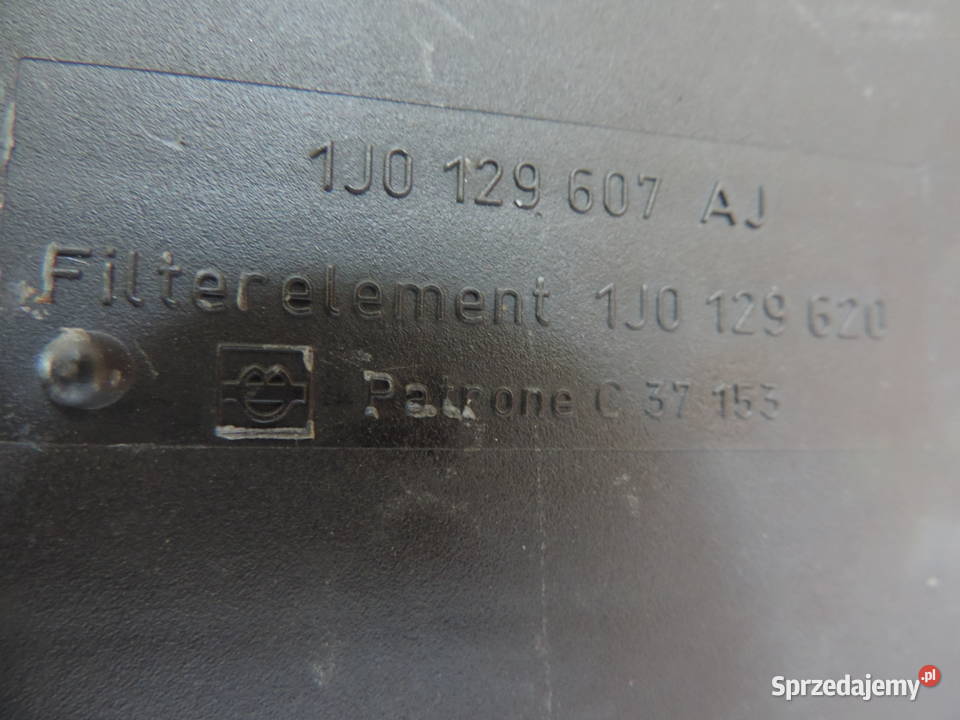 1J0 129 607 AJ
Filterelement 1J0 129 620
Patrone C 37 153
Sprzedajemy.pl